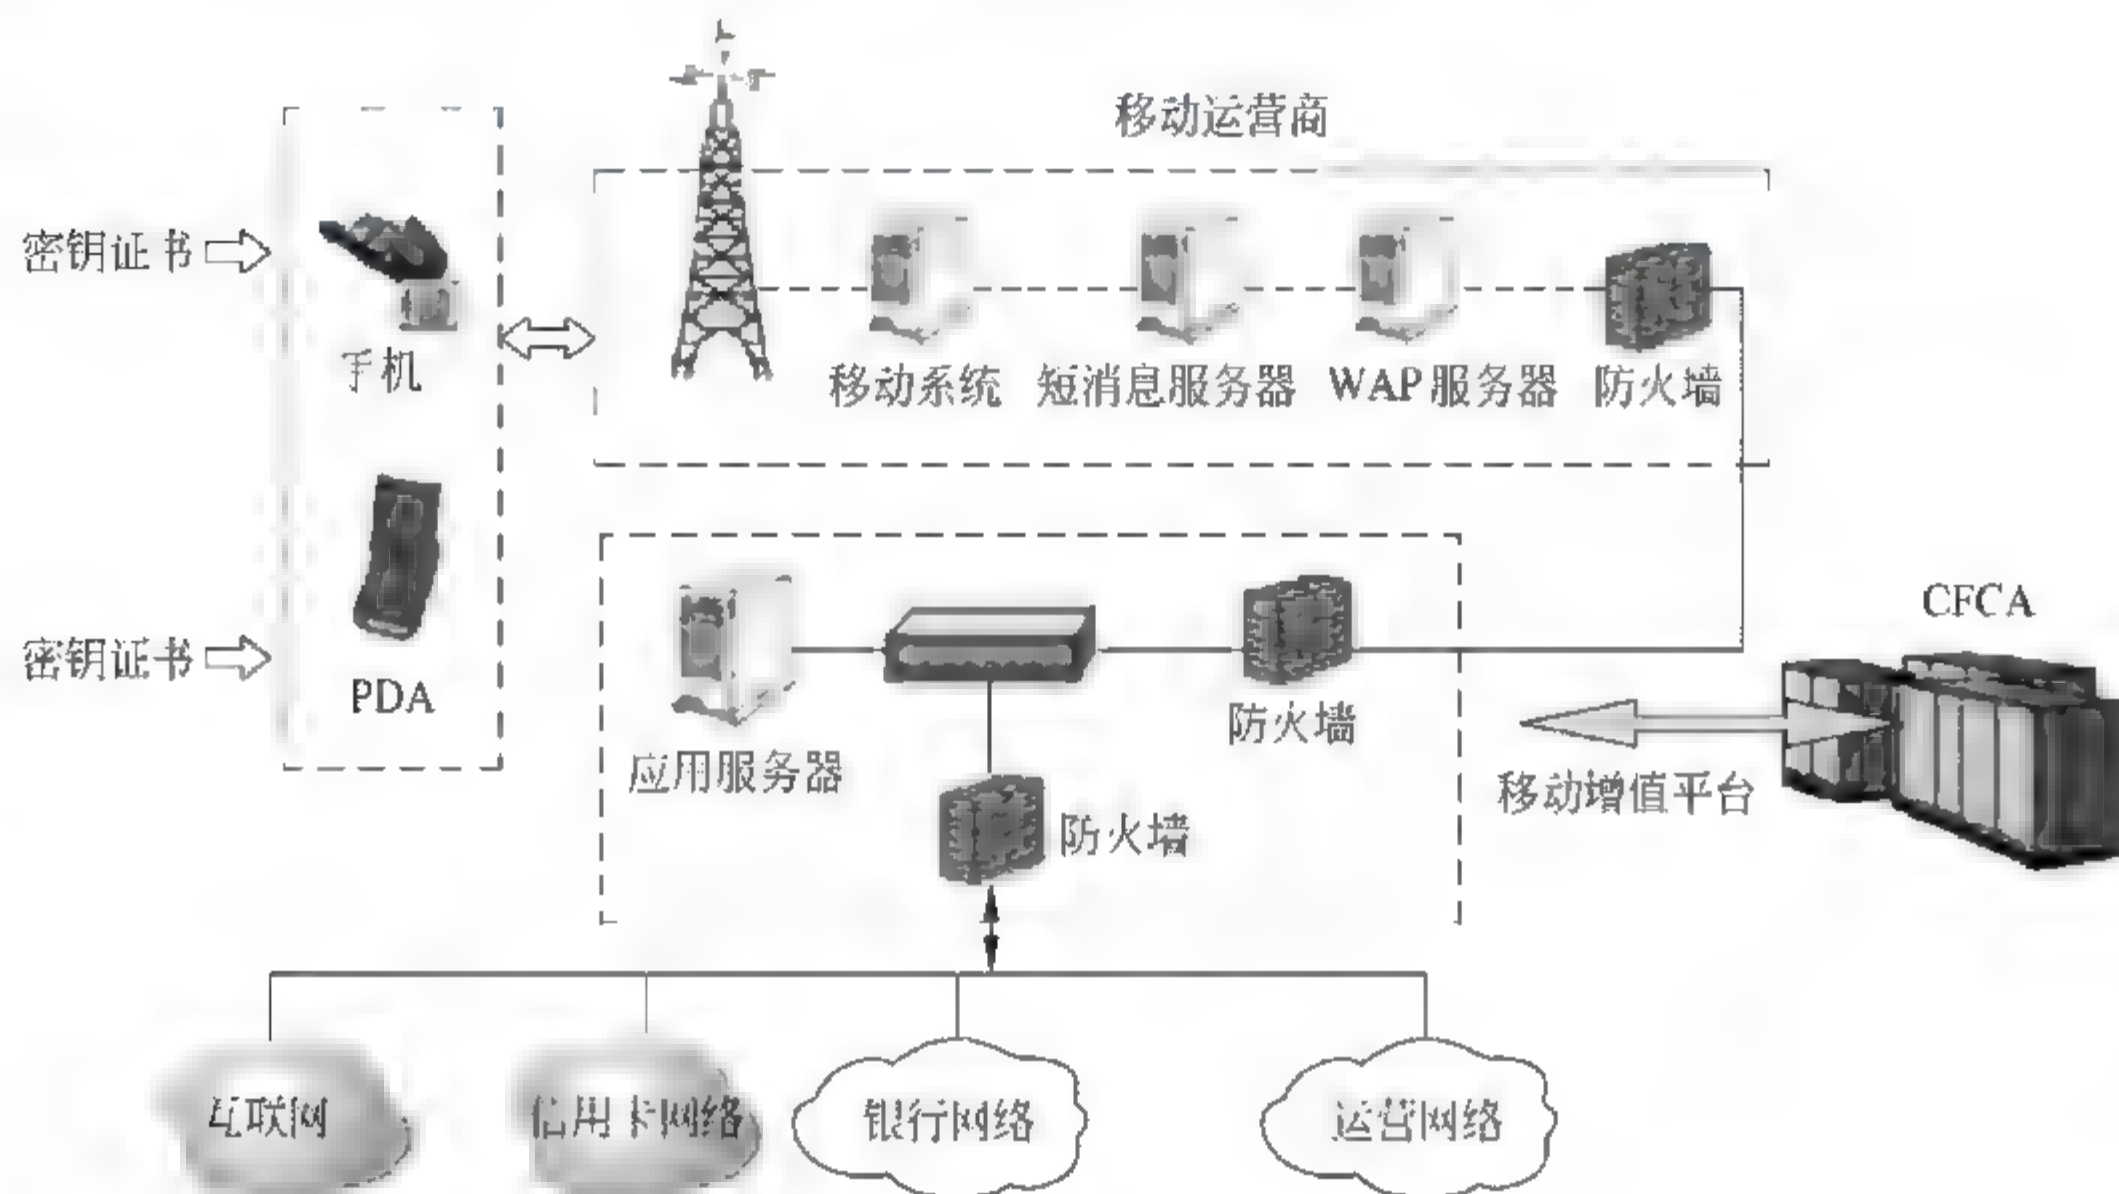 移动运营商
密钥证书
手机
移动系统
短消息服务器
WAP服务器
防火墙
密钥证书
PDA
应用服务器
防火墙
防火墙
CFCA
移动增值平台
互联网
信用卡网络
银行网络
运营网络